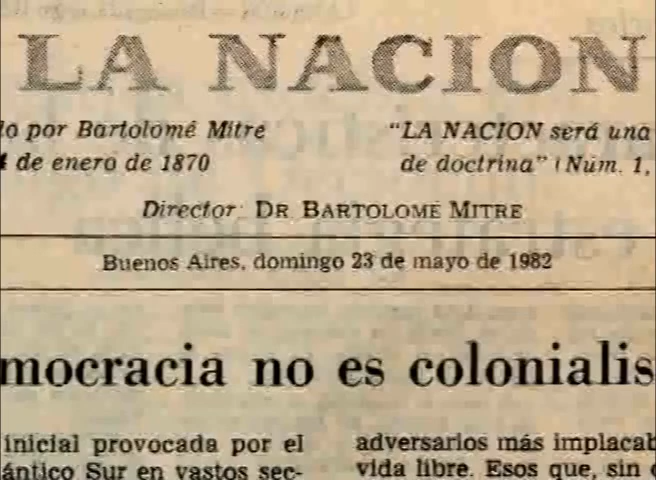 LA NACION
do por Bartolomé Mitre
4 de enero de 1870
"LA NACION será una
de doctrina" (Núm. 1,
Director: DR BARTOLOME MITRE
Buenos Aires, domingo 23 de mayo de 1982
mocracia no es colonialis
inicial provocada por el
ántico Sur en vastos sec-
adversarios más implacab
vida libre. Esos que, sin